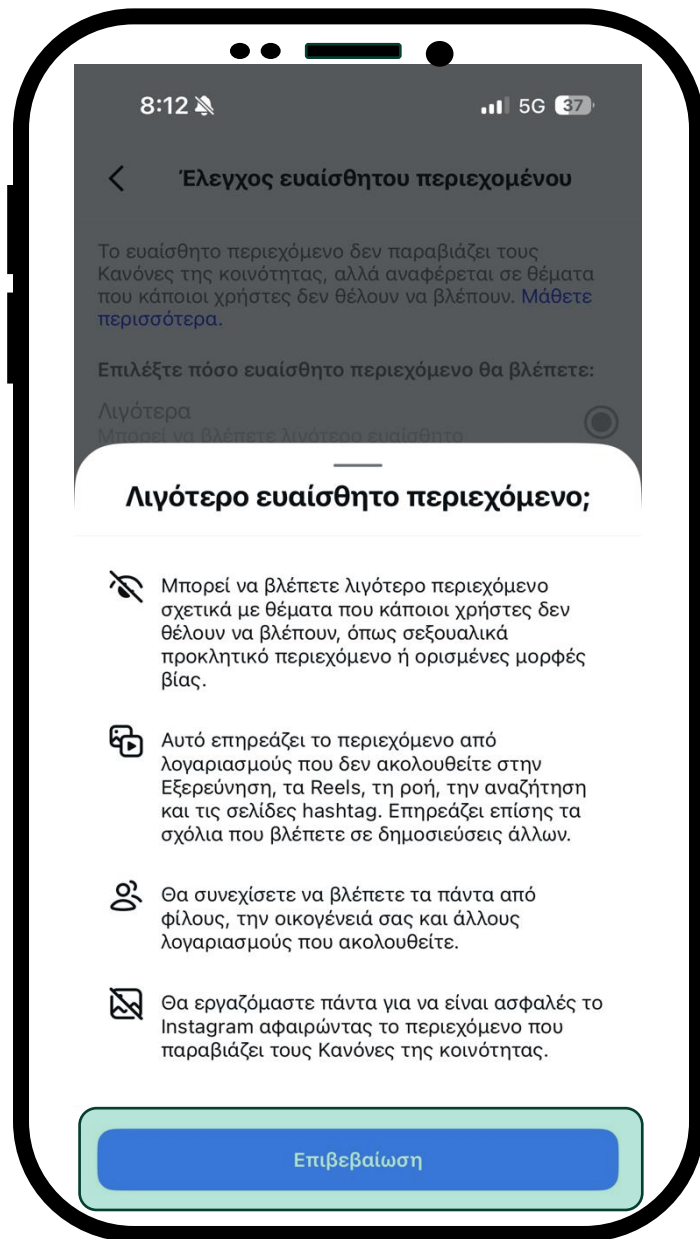 8:12
5G 37
Έλεγχος ευαίσθητου περιεχομένου
Το ευαίσθητο περιεχόμενο δεν παραβιάζει τους
Κανόνες της κοινότητας, αλλά αναφέρεται σε θέματα
που κάποιοι χρήστες δεν θέλουν να βλέπουν. Μάθετε
περισσότερα.
Επιλέξτε πόσο ευαίσθητο περιεχόμενο θα βλέπετε:
Λιγότερα
Μπορεί να βλέπετε λιγότερο ευαίσθητο
Λιγότερο ευαίσθητο περιεχόμενο;
Μπορεί να βλέπετε λιγότερο περιεχόμενο
σχετικά με θέματα που κάποιοι χρήστες δεν
θέλουν να βλέπουν, όπως σεξουαλικά
προκλητικό περιεχόμενο ή ορισμένες μορφές
βίας.
Αυτό επηρεάζει το περιεχόμενο από
λογαριασμούς που δεν ακολουθείτε στην
Εξερεύνηση, τα Reels, τη ροή, την αναζήτηση
και τις σελίδες hashtag. Επηρεάζει επίσης τα
σχόλια που βλέπετε σε δημοσιεύσεις άλλων.
Θα συνεχίσετε να βλέπετε τα πάντα από
φίλους, την οικογένειά σας και άλλους
λογαριασμούς που ακολουθείτε.
Θα εργαζόμαστε πάντα για να είναι ασφαλές το
Instagram αφαιρώντας το περιεχόμενο που
παραβιάζει τους Κανόνες της κοινότητας.
Επιβεβαίωση